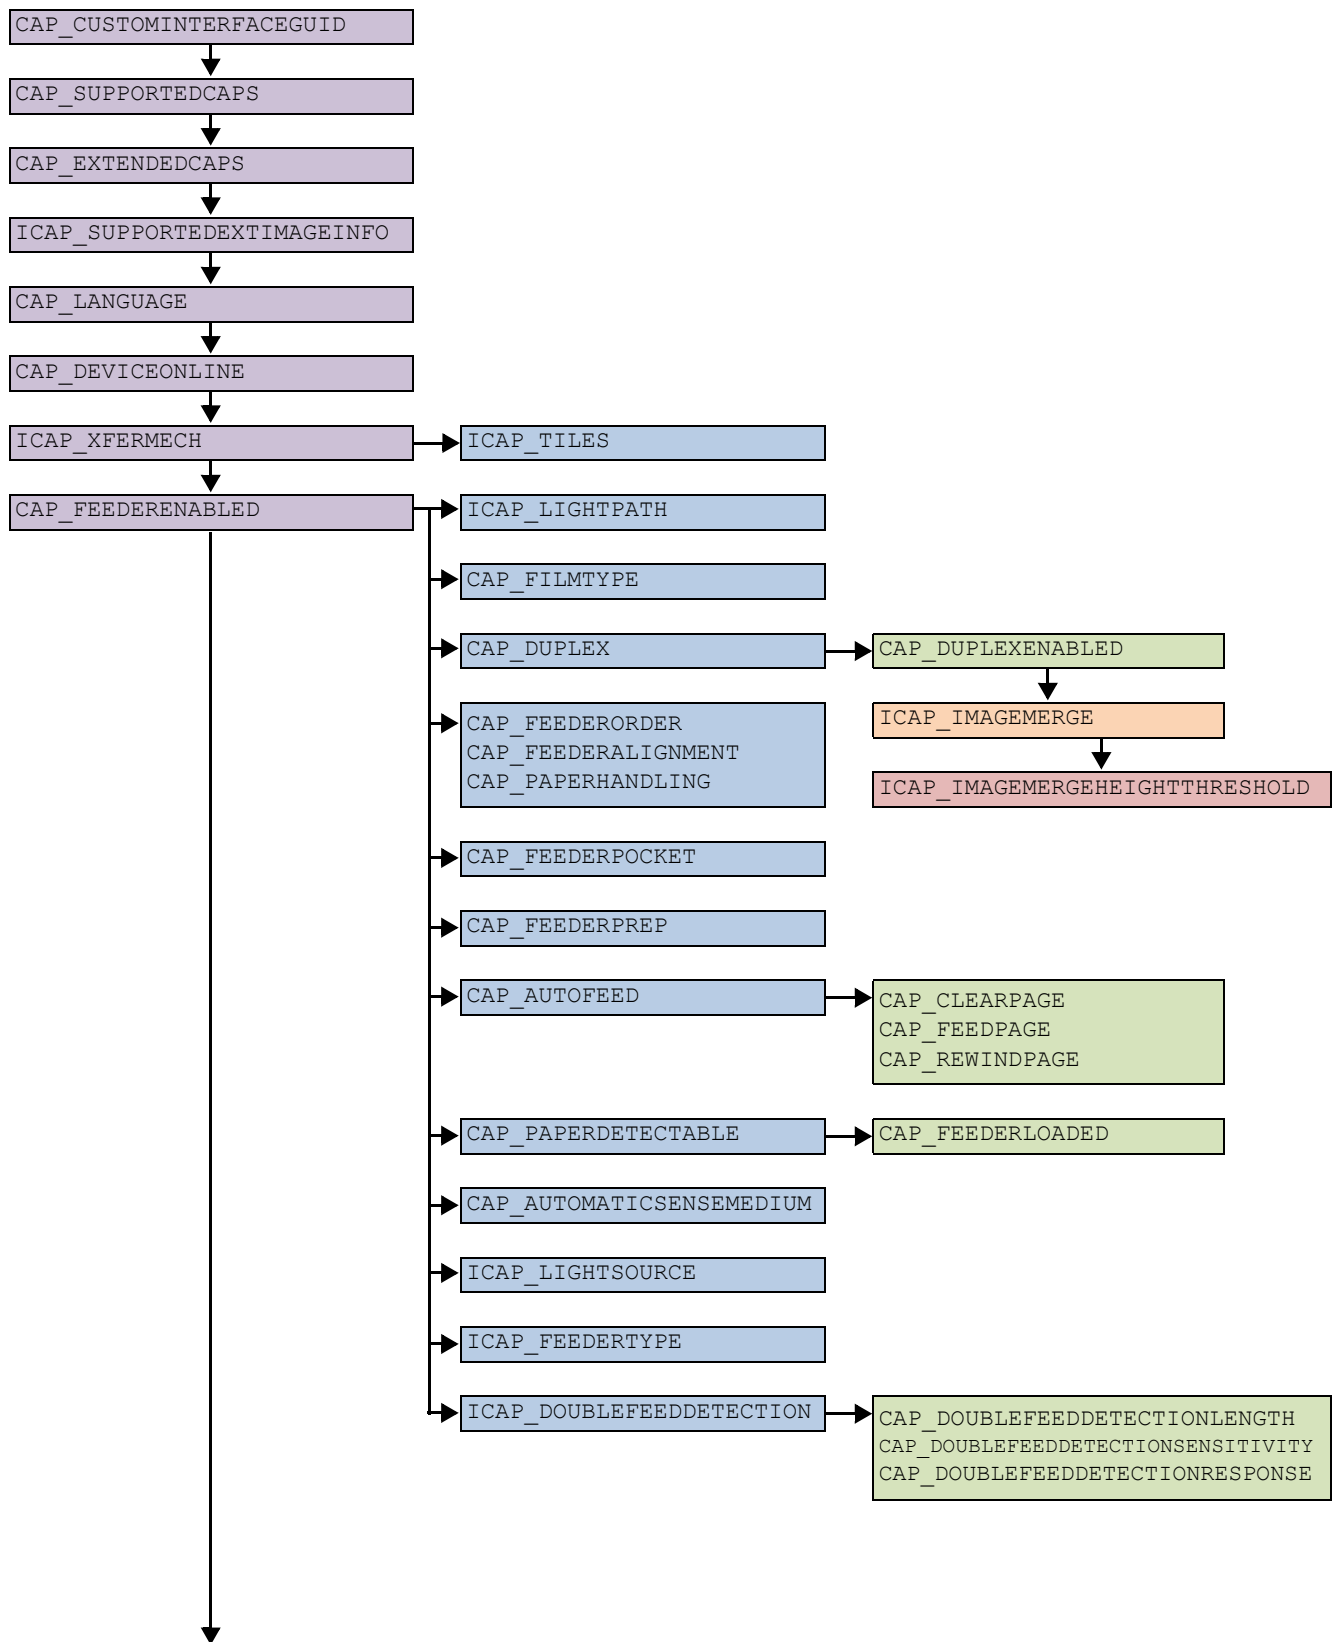 CAP_CUSTOMINTERFACEGUID
CAP_SUPPORTEDCAPS
CAP_EXTENDEDCAPS
ICAP_SUPPORTEDEXTIMAGEINFO
CAP_LANGUAGE
CAP_DEVICEONLINE
ICAP_XFERMECH
ICAP_TILES
CAP_FEEDERENABLED
ICAP_LIGHTPATH
CAP_FILMTYPE
CAP_DUPLEX
CAP_DUPLEXENABLED
ICAP_IMAGEMERGE
ICAP_IMAGEMERGEHEIGHTTHRESHOLD
CAP_FEEDERORDER
CAP_FEEDERALIGNMENT
CAP_PAPERHANDLING
CAP_FEEDERPOCKET
CAP_FEEDERPREP
CAP_AUTOFEED
CAP_CLEARPAGE
CAP_FEEDPAGE
CAP_REWINDPAGE
CAP_PAPERDETECTABLE
CAP_FEEDERLOADED
CAP_AUTOMATICSENSEMEDIUM
ICAP_LIGHTSOURCE
ICAP_FEEDERTYPE
ICAP_DOUBLEFEEDDETECTION
CAP_DOUBLEFEEDDETECTIONLENGTH
CAP_DOUBLEFEEDDETECTIONSENSITIVITY
CAP_DOUBLEFEEDDETECTIONRESPONSE